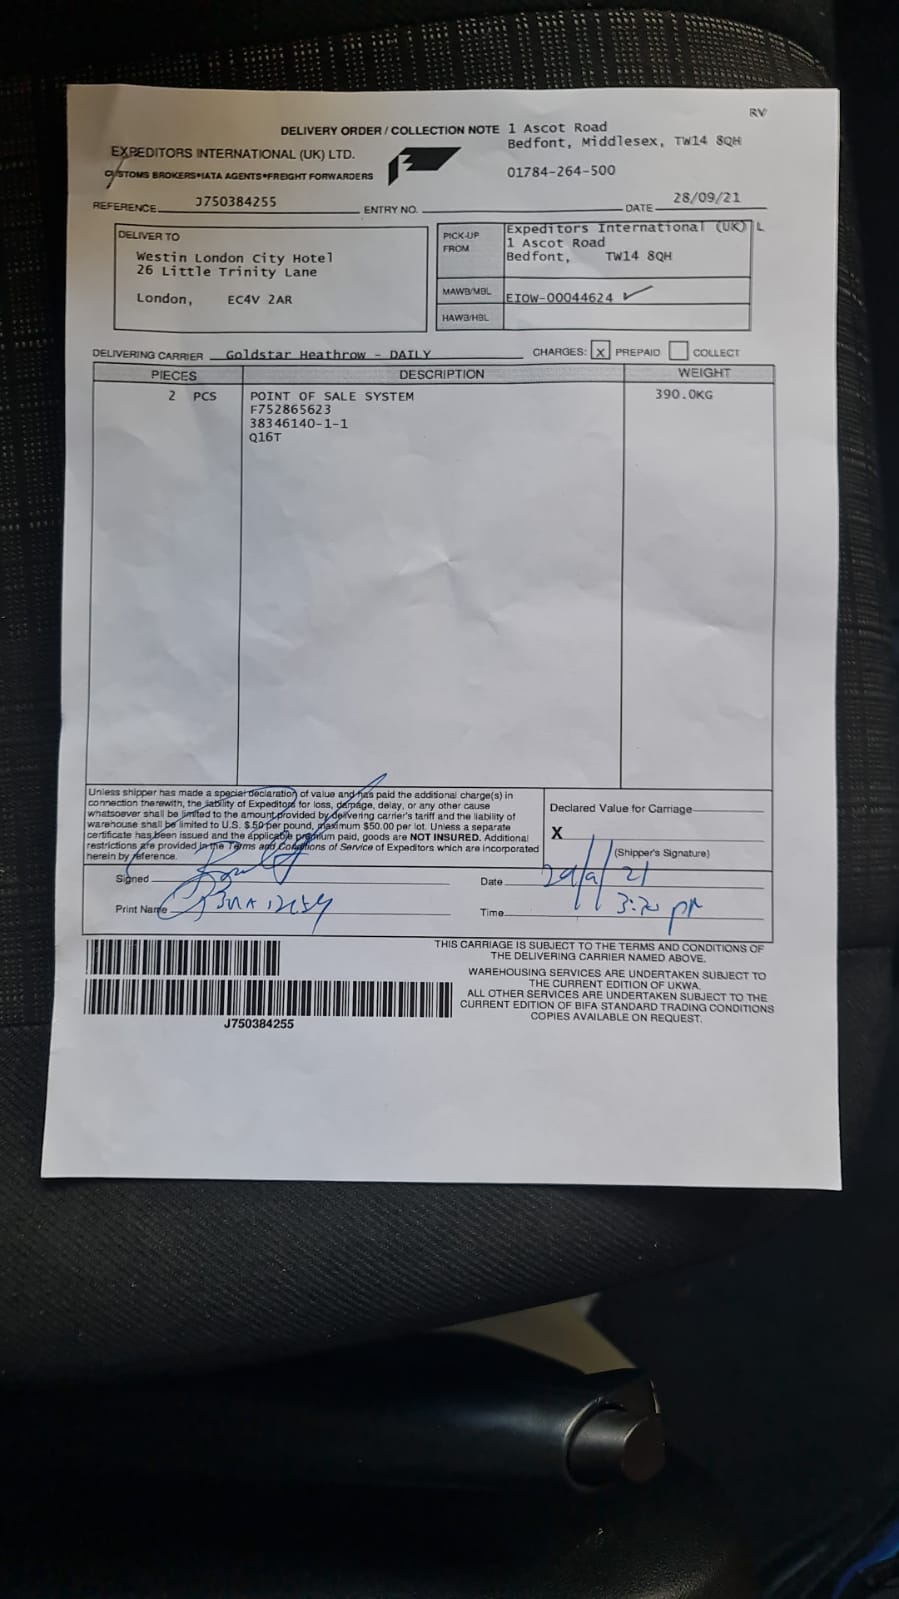 RV
DELIVERY ORDER / COLLECTION NOTE
1 Ascot Road
Bedfont, Middlesex, TW14 8QH
01784-264-500
EXPEDITORS INTERNATIONAL (UK) LTD.
CUSTOMS BROKERS•IATA AGENTS•FREIGHT FORWARDERS
REFERENCE J750384255 ENTRY NO. DATE 28/09/21
DELIVER TO
Westin London City Hotel
26 Little Trinity Lane
London, EC4V 2AR
PICK-UP FROM
Expeditors International (UK) L
1 Ascot Road
Bedfont, TW14 8QH
MAWB/MBL EIOW-00044624
HAWB/HBL
DELIVERING CARRIER Goldstar Heathrow - DAILY CHARGES: X PREPAID COLLECT
PIECES DESCRIPTION WEIGHT
2 PCS POINT OF SALE SYSTEM 390.0KG
F752865623
38346140-1-1
Q16T
Unless shipper has made a special declaration of value and has paid the additional charge(s) in
connection therewith, the liability of Expeditors for loss, damage, delay, or any other cause
whatsoever shall be limited to the amount provided by delivering carrier's tariff and the liability of
warehouse shall be limited to U.S. $.50 per pound, maximum $50.00 per lot. Unless a separate
certificate has been issued and the applicable premium paid, goods are NOT INSURED. Additional
restrictions are provided in the Terms and Conditions of Service of Expeditors which are incorporated
herein by reference.
Declared Value for Carriage
X
(Shipper's Signature)
Signed Date
Print Name Time
THIS CARRIAGE IS SUBJECT TO THE TERMS AND CONDITIONS OF
THE DELIVERING CARRIER NAMED ABOVE.
WAREHOUSING SERVICES ARE UNDERTAKEN SUBJECT TO
THE CURRENT EDITION OF UKWA.
ALL OTHER SERVICES ARE UNDERTAKEN SUBJECT TO THE
CURRENT EDITION OF BIFA STANDARD TRADING CONDITIONS
COPIES AVAILABLE ON REQUEST.
J750384255